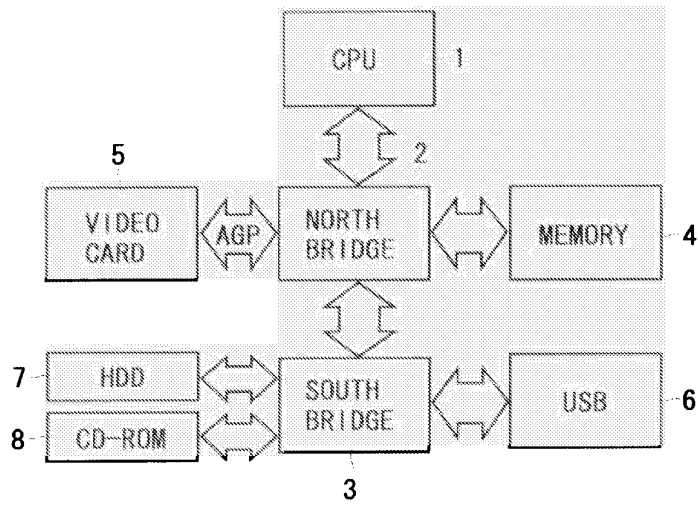 CPU
1
2
5
VIDEO
CARD
AGP
NORTH
BRIDGE
MEMORY
4
7
HDD
8
CD-ROM
SOUTH
BRIDGE
3
USB
6